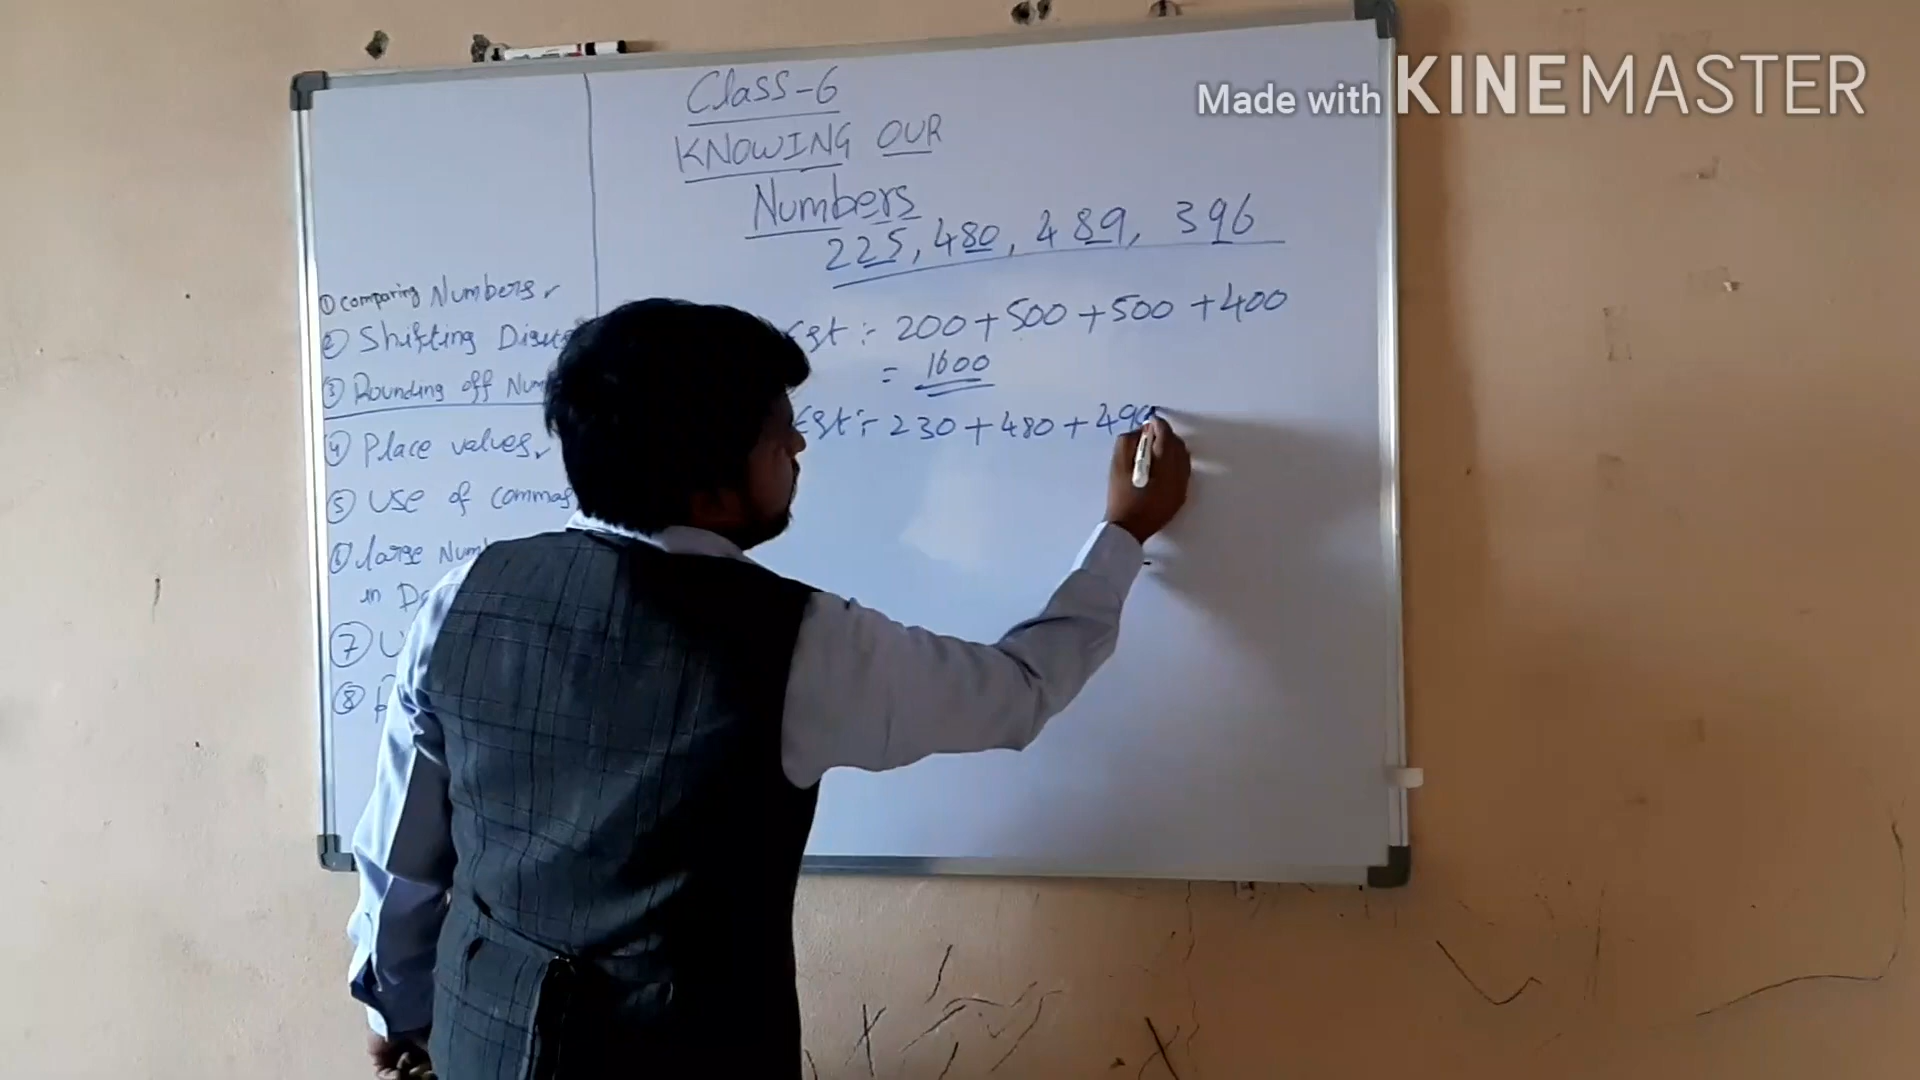 Made with KINEMASTER
Class-6
KNOWING OUR
Numbers
225, 480, 489, 396
Est :- 200+500+500+400
= 1600
Est :- 230+480+490
① comparing Numbers
② Shifting
③ Rounding off
④ Place values
⑤ Use of commas
⑥ large
in
⑦
⑧